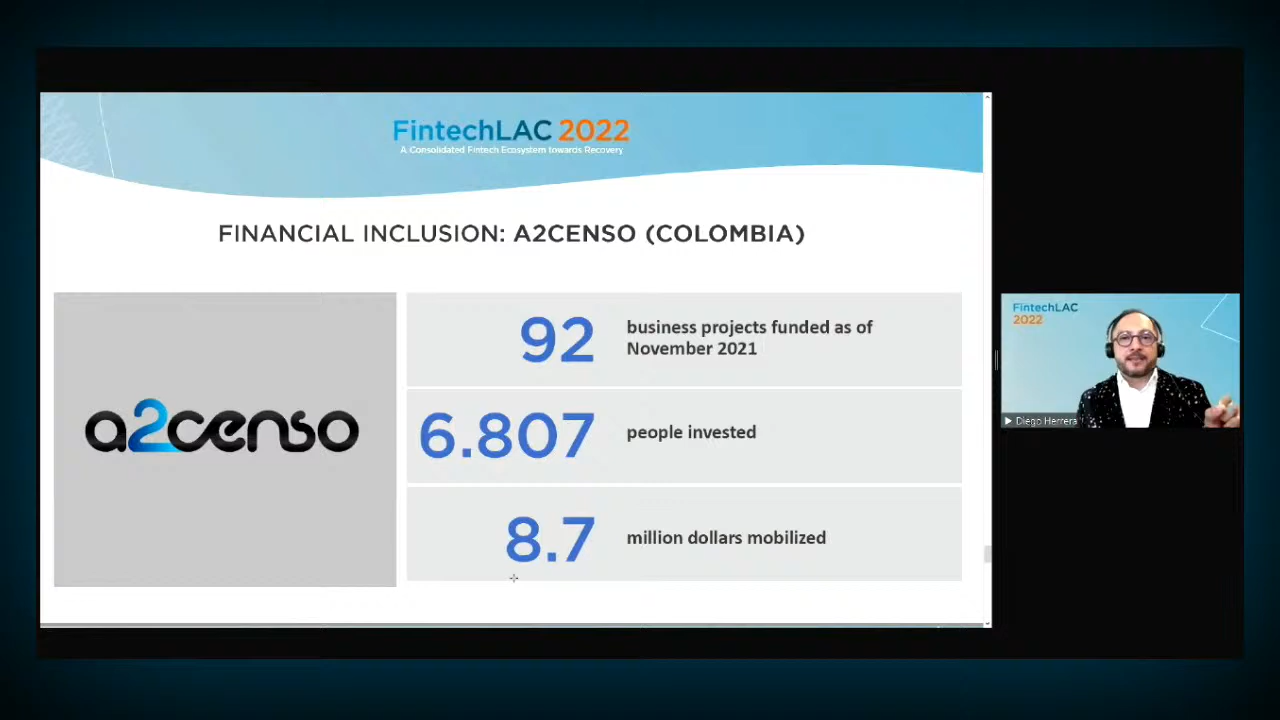 FintechLAC 2022
A Consolidated Fintech Ecosystem towards Recovery
FINANCIAL INCLUSION: A2CENSO (COLOMBIA)
a2censo
92
business projects funded as of
November 2021
6.807
people invested
8.7
million dollars mobilized
FintechLAC
2022
Diego Herrera